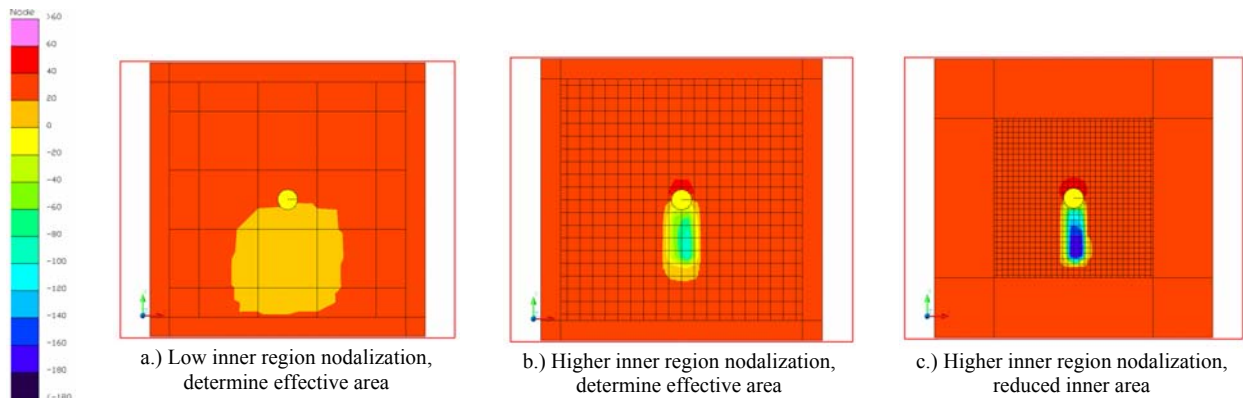 Node
>60
60
40
20
0
-20
-40
-60
-80
-100
-120
-140
-160
-180
<-180
a.) Low inner region nodalization,
determine effective area
b.) Higher inner region nodalization,
determine effective area
c.) Higher inner region nodalization,
reduced inner area